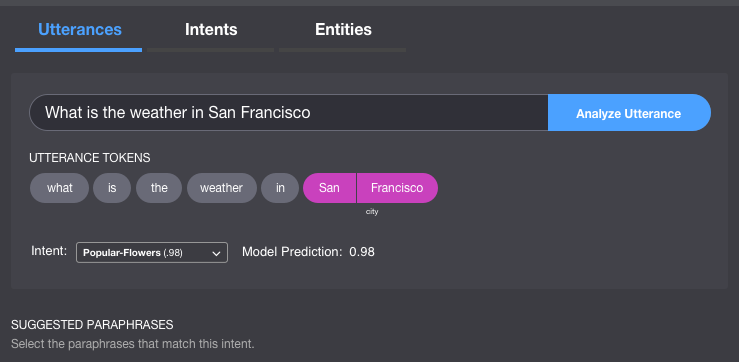 Utterances Intents Entities
What is the weather in San Francisco Analyze Utterance
UTTERANCE TOKENS
what is the weather in San Francisco
city
Intent: Popular-Flowers (.98) Model Prediction: 0.98
SUGGESTED PARAPHRASES
Select the paraphrases that match this intent.